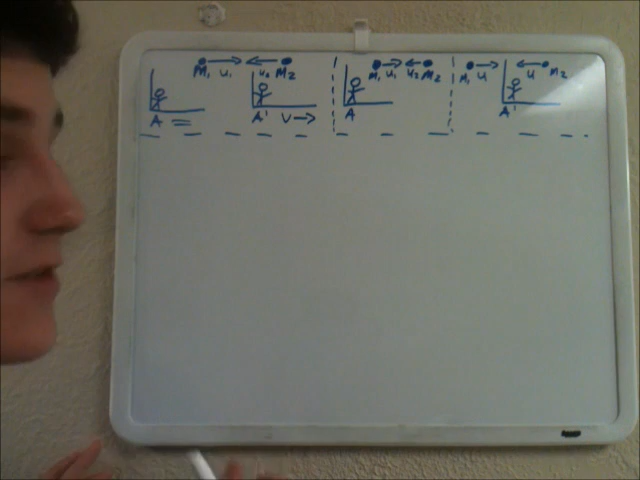 M₁ u₁ u₂ M₂
A A' v→
M₁ u₁ u₂ M₂
A
M₁ u u M₂
A'